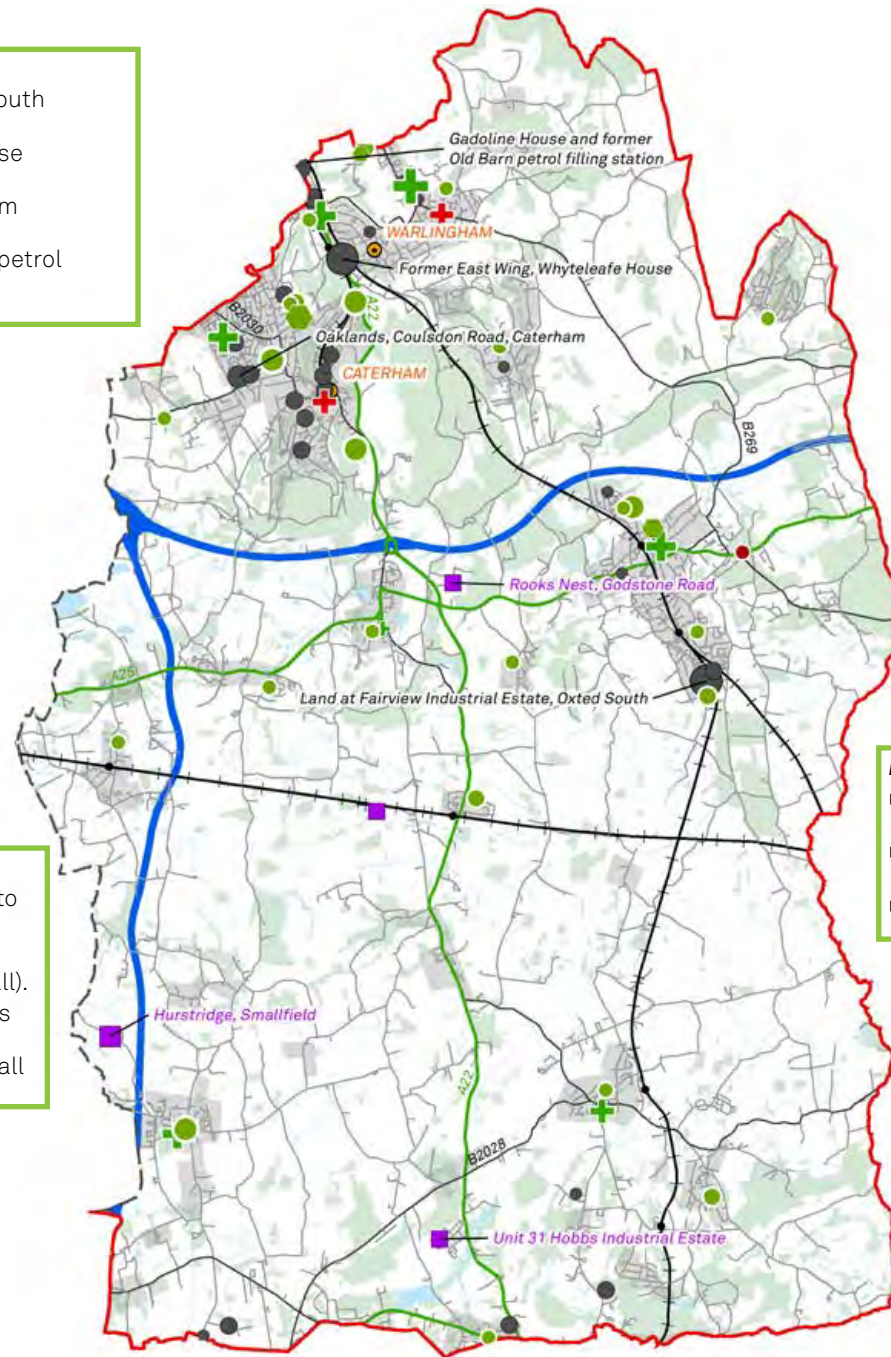 outh
se
m
petrol
Gadoline House and former
Old Barn petrol filling station
WARLINGHAM
Former East Wing, Whyteleafe House
A22
B2030
Oaklands, Coulsdon Road, Caterham
CATERHAM
B269
Rooks Nest, Godstone Road
A25
Land at Fairview Industrial Estate, Oxted South
to
all).
s
all
Hurstridge, Smallfield
A22
B2028
Unit 31 Hobbs Industrial Estate